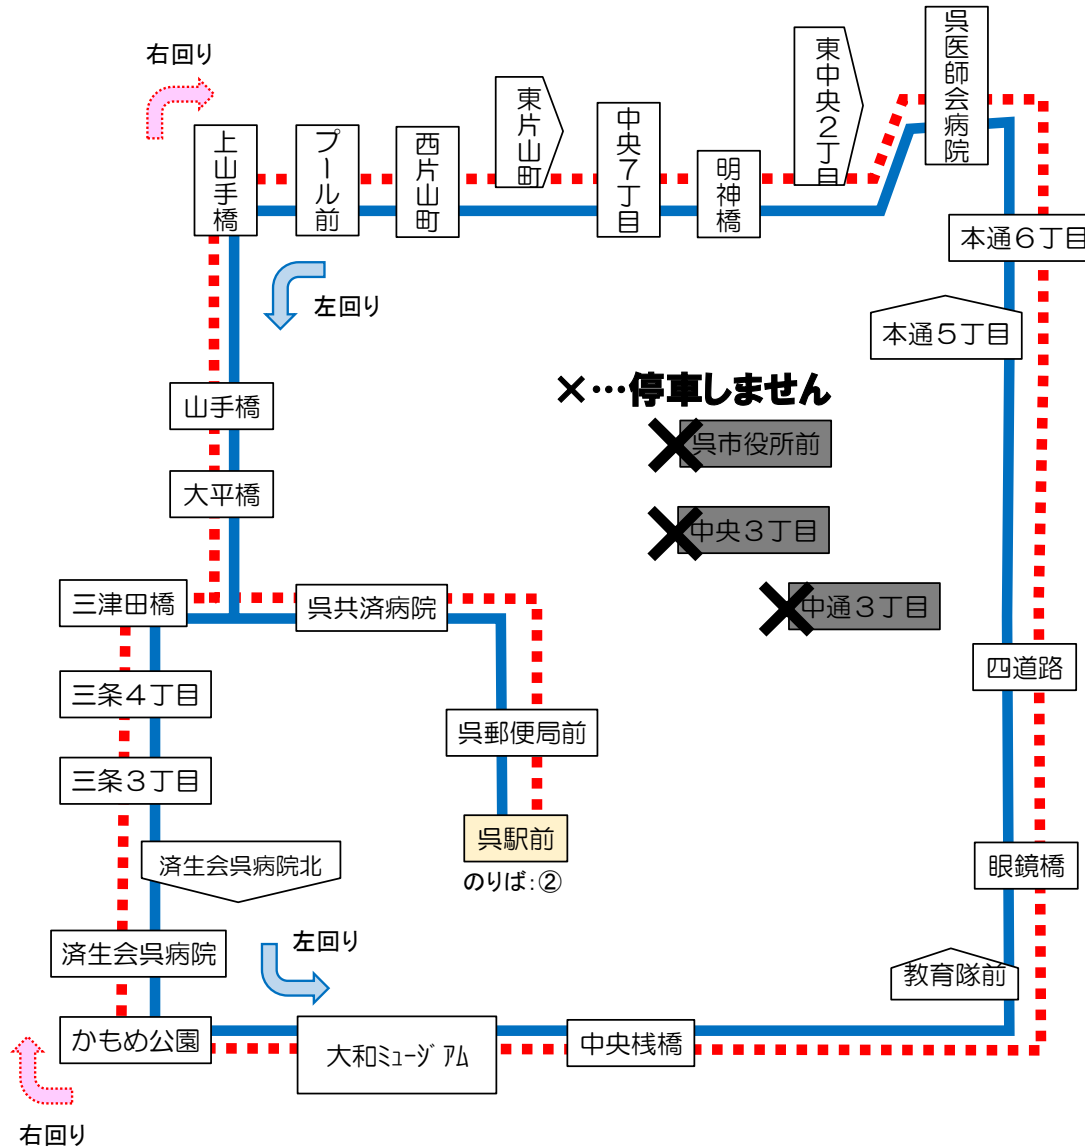 右回り
上山手橋
プール前
西片山町
東片山町
中央７丁目
明神橋
東中央２丁目
呉医師会病院
本通６丁目
左回り
本通５丁目
×…停車しません
山手橋
呉市役所前
大平橋
中央３丁目
三津田橋
呉共済病院
中通３丁目
三条４丁目
四道路
呉郵便局前
三条３丁目
呉駅前
のりば：②
済生会呉病院北
眼鏡橋
済生会呉病院
左回り
教育隊前
かもめ公園
大和ﾐｭｰｼﾞｱﾑ
中央桟橋
右回り